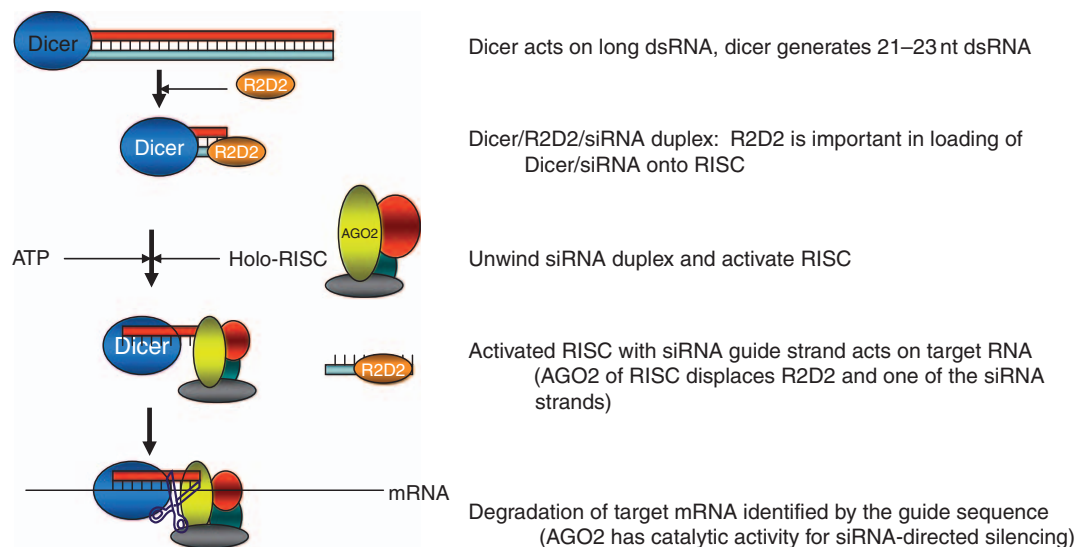 Dicer
Dicer acts on long dsRNA, dicer generates 21–23 nt dsRNA
R2D2
Dicer
R2D2
Dicer/R2D2/siRNA duplex: R2D2 is important in loading of
Dicer/siRNA onto RISC
AGO2
ATP
Holo-RISC
Unwind siRNA duplex and activate RISC
Dicer
R2D2
Activated RISC with siRNA guide strand acts on target RNA
(AGO2 of RISC displaces R2D2 and one of the siRNA
strands)
mRNA
Degradation of target mRNA identified by the guide sequence
(AGO2 has catalytic activity for siRNA-directed silencing)